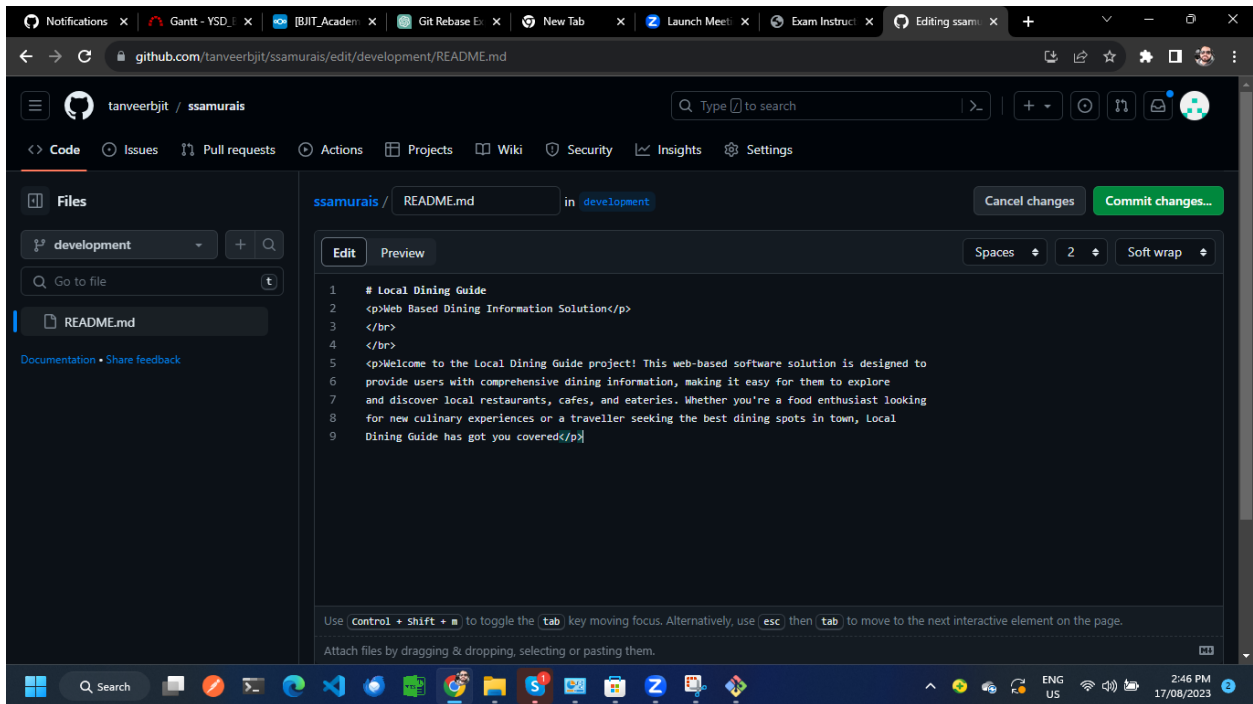 Notifications
Gantt - YSD_E
[BJIT_Academ
Git Rebase Ex
New Tab
Launch Meeti
Exam Instruct
Editing ssamu
github.com/tanveerbjit/ssamurais/edit/development/README.md
tanveerbjit / ssamurais
Type / to search
Code
Issues
Pull requests
Actions
Projects
Wiki
Security
Insights
Settings
Files
ssamurais / README.md in development
Cancel changes
Commit changes...
development
Edit
Preview
Spaces
2
Soft wrap
Go to file
t
README.md
Documentation • Share feedback
1 # Local Dining Guide
2 <p>Web Based Dining Information Solution</p>
3 </br>
4 </br>
5 <p>Welcome to the Local Dining Guide project! This web-based software solution is designed to
6 provide users with comprehensive dining information, making it easy for them to explore
7 and discover local restaurants, cafes, and eateries. Whether you're a food enthusiast looking
8 for new culinary experiences or a traveller seeking the best dining spots in town, Local
9 Dining Guide has got you covered</p>
Use Control + Shift + m to toggle the tab key moving focus. Alternatively, use esc then tab to move to the next interactive element on the page.
Attach files by dragging & dropping, selecting or pasting them.
Search
1
ENG
US
2:46 PM
17/08/2023
2